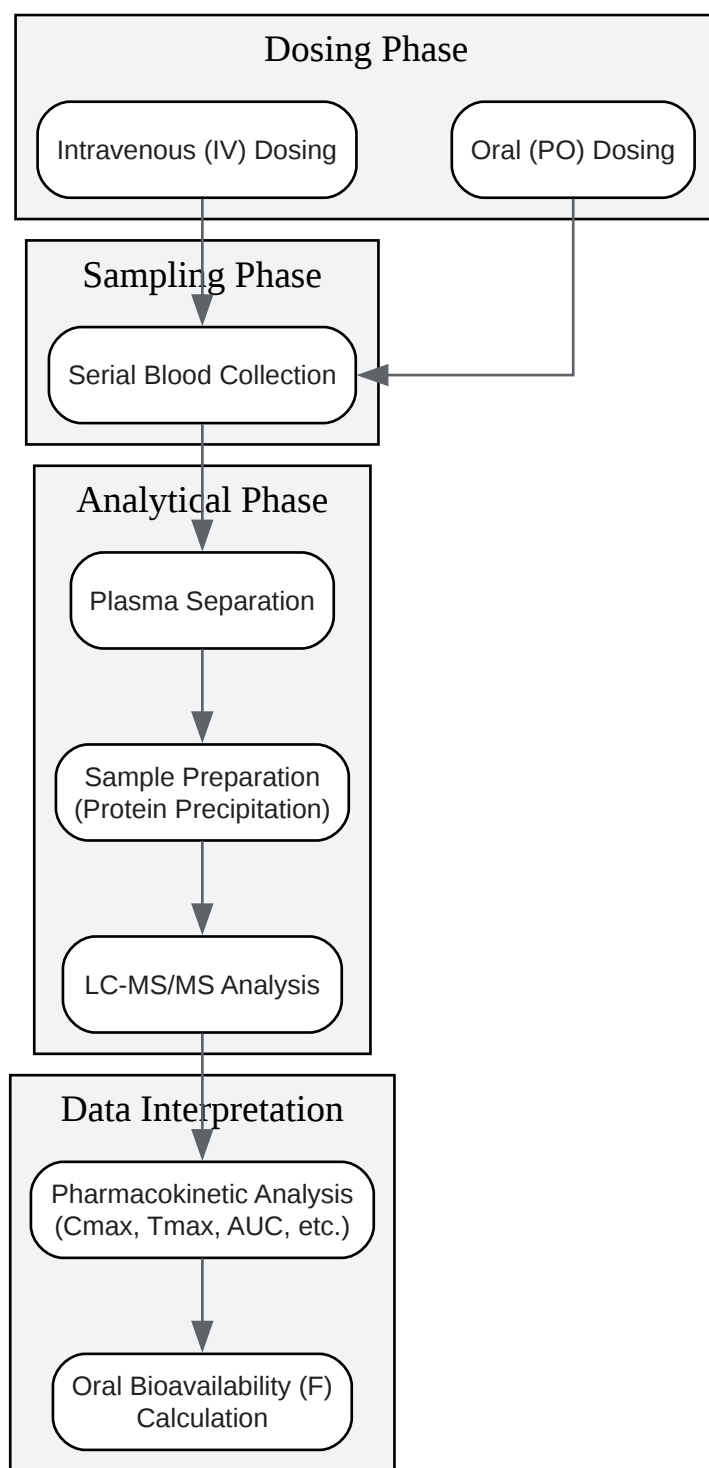 Dosing Phase
Intravenous (IV) Dosing
Oral (PO) Dosing
Sampling Phase
Serial Blood Collection
Analytical Phase
Plasma Separation
Sample Preparation
(Protein Precipitation)
LC-MS/MS Analysis
Data Interpretation
Pharmacokinetic Analysis
(Cmax, Tmax, AUC, etc.)
Oral Bioavailability (F)
Calculation